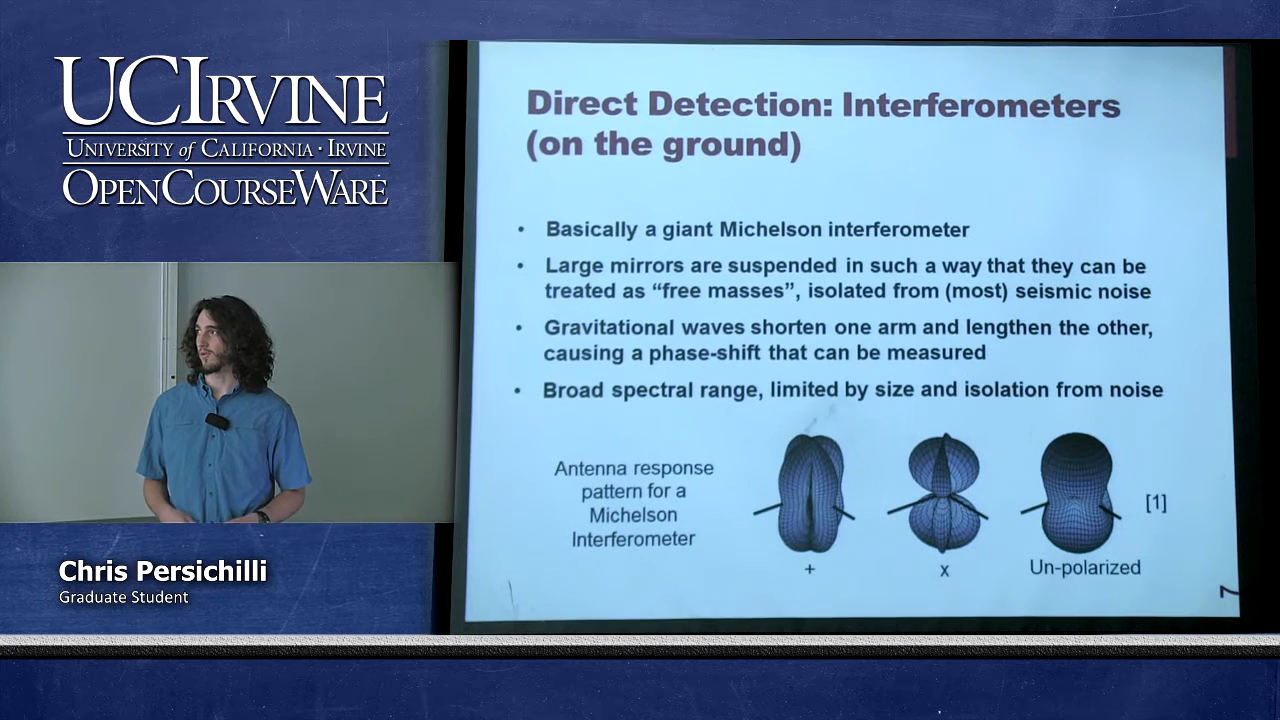 UCIRVINE
UNIVERSITY of CALIFORNIA · IRVINE
OPENCOURSEWARE
Chris Persichilli
Graduate Student
Direct Detection: Interferometers
(on the ground)
• Basically a giant Michelson interferometer
• Large mirrors are suspended in such a way that they can be
treated as “free masses”, isolated from (most) seismic noise
• Gravitational waves shorten one arm and lengthen the other,
causing a phase-shift that can be measured
• Broad spectral range, limited by size and isolation from noise
Antenna response
pattern for a
Michelson
Interferometer
[1]
+
x
Un-polarized
7